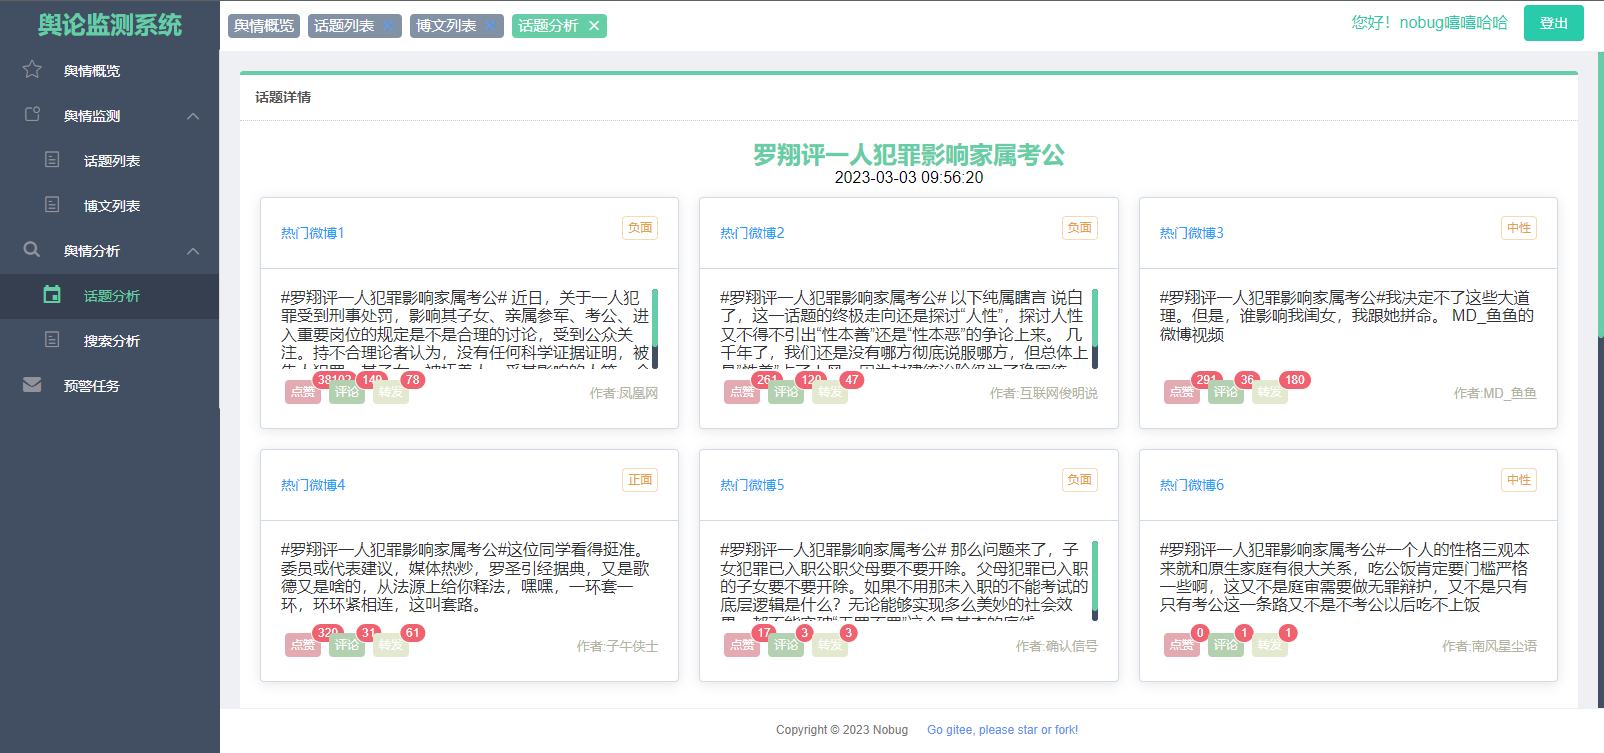 舆论监测系统
舆情概览
话题列表 ×
博文列表 ×
话题分析 ×
您好！nobug嘻嘻哈哈
登出
舆情概览
舆情监测
话题列表
博文列表
舆情分析
话题分析
搜索分析
预警任务
话题详情
罗翔评一人犯罪影响家属考公
2023-03-03 09:56:20
热门微博1
负面
#罗翔评一人犯罪影响家属考公# 近日，关于一人犯
罪受到刑事处罚，影响其子女、亲属参军、考公、进
入重要岗位的规定是不是合理的讨论，受到公众关
注。持不合理论者认为，没有任何科学证据证明，被
点赞
38102
评论
140
转发
78
作者:凤凰网
热门微博2
负面
#罗翔评一人犯罪影响家属考公# 以下纯属瞎言 说白
了，这一话题的终极走向还是探讨“人性”，探讨人性
又不得不引出“性本善”还是“性本恶”的争论上来。 几
千年了，我们还是没有哪方彻底说服哪方，但总体上
点赞
261
评论
120
转发
47
作者:互联网俊明说
热门微博3
中性
#罗翔评一人犯罪影响家属考公#我决定不了这些大道
理。但是，谁影响我闺女，我跟她拼命。 MD_鱼鱼的
微博视频
点赞
291
评论
36
转发
180
作者:MD_鱼鱼
热门微博4
正面
#罗翔评一人犯罪影响家属考公#这位同学看得挺准。
委员或代表建议，媒体热炒，罗圣引经据典，又是歌
德又是啥的，从法源上给你释法，嘿嘿，一环套一
环，环环紧相连，这叫套路。
点赞
320
评论
31
转发
61
作者:子午侠士
热门微博5
负面
#罗翔评一人犯罪影响家属考公# 那么问题来了，子
女犯罪已入职公职父母要不要开除。父母犯罪已入职
的子女要不要开除。如果不用那未入职的不能考试的
底层逻辑是什么？无论能够实现多么美妙的社会效
点赞
17
评论
3
转发
3
作者:确认信号
热门微博6
中性
#罗翔评一人犯罪影响家属考公#一个人的性格三观本
来就和原生家庭有很大关系，吃公饭肯定要门槛严格
一些啊，这又不是庭审需要做无罪辩护，又不是只有
只有考公这一条路又不是不考公以后吃不上饭
点赞
0
评论
1
转发
1
作者:南风星尘语
Copyright © 2023 Nobug
Go gitee, please star or fork!